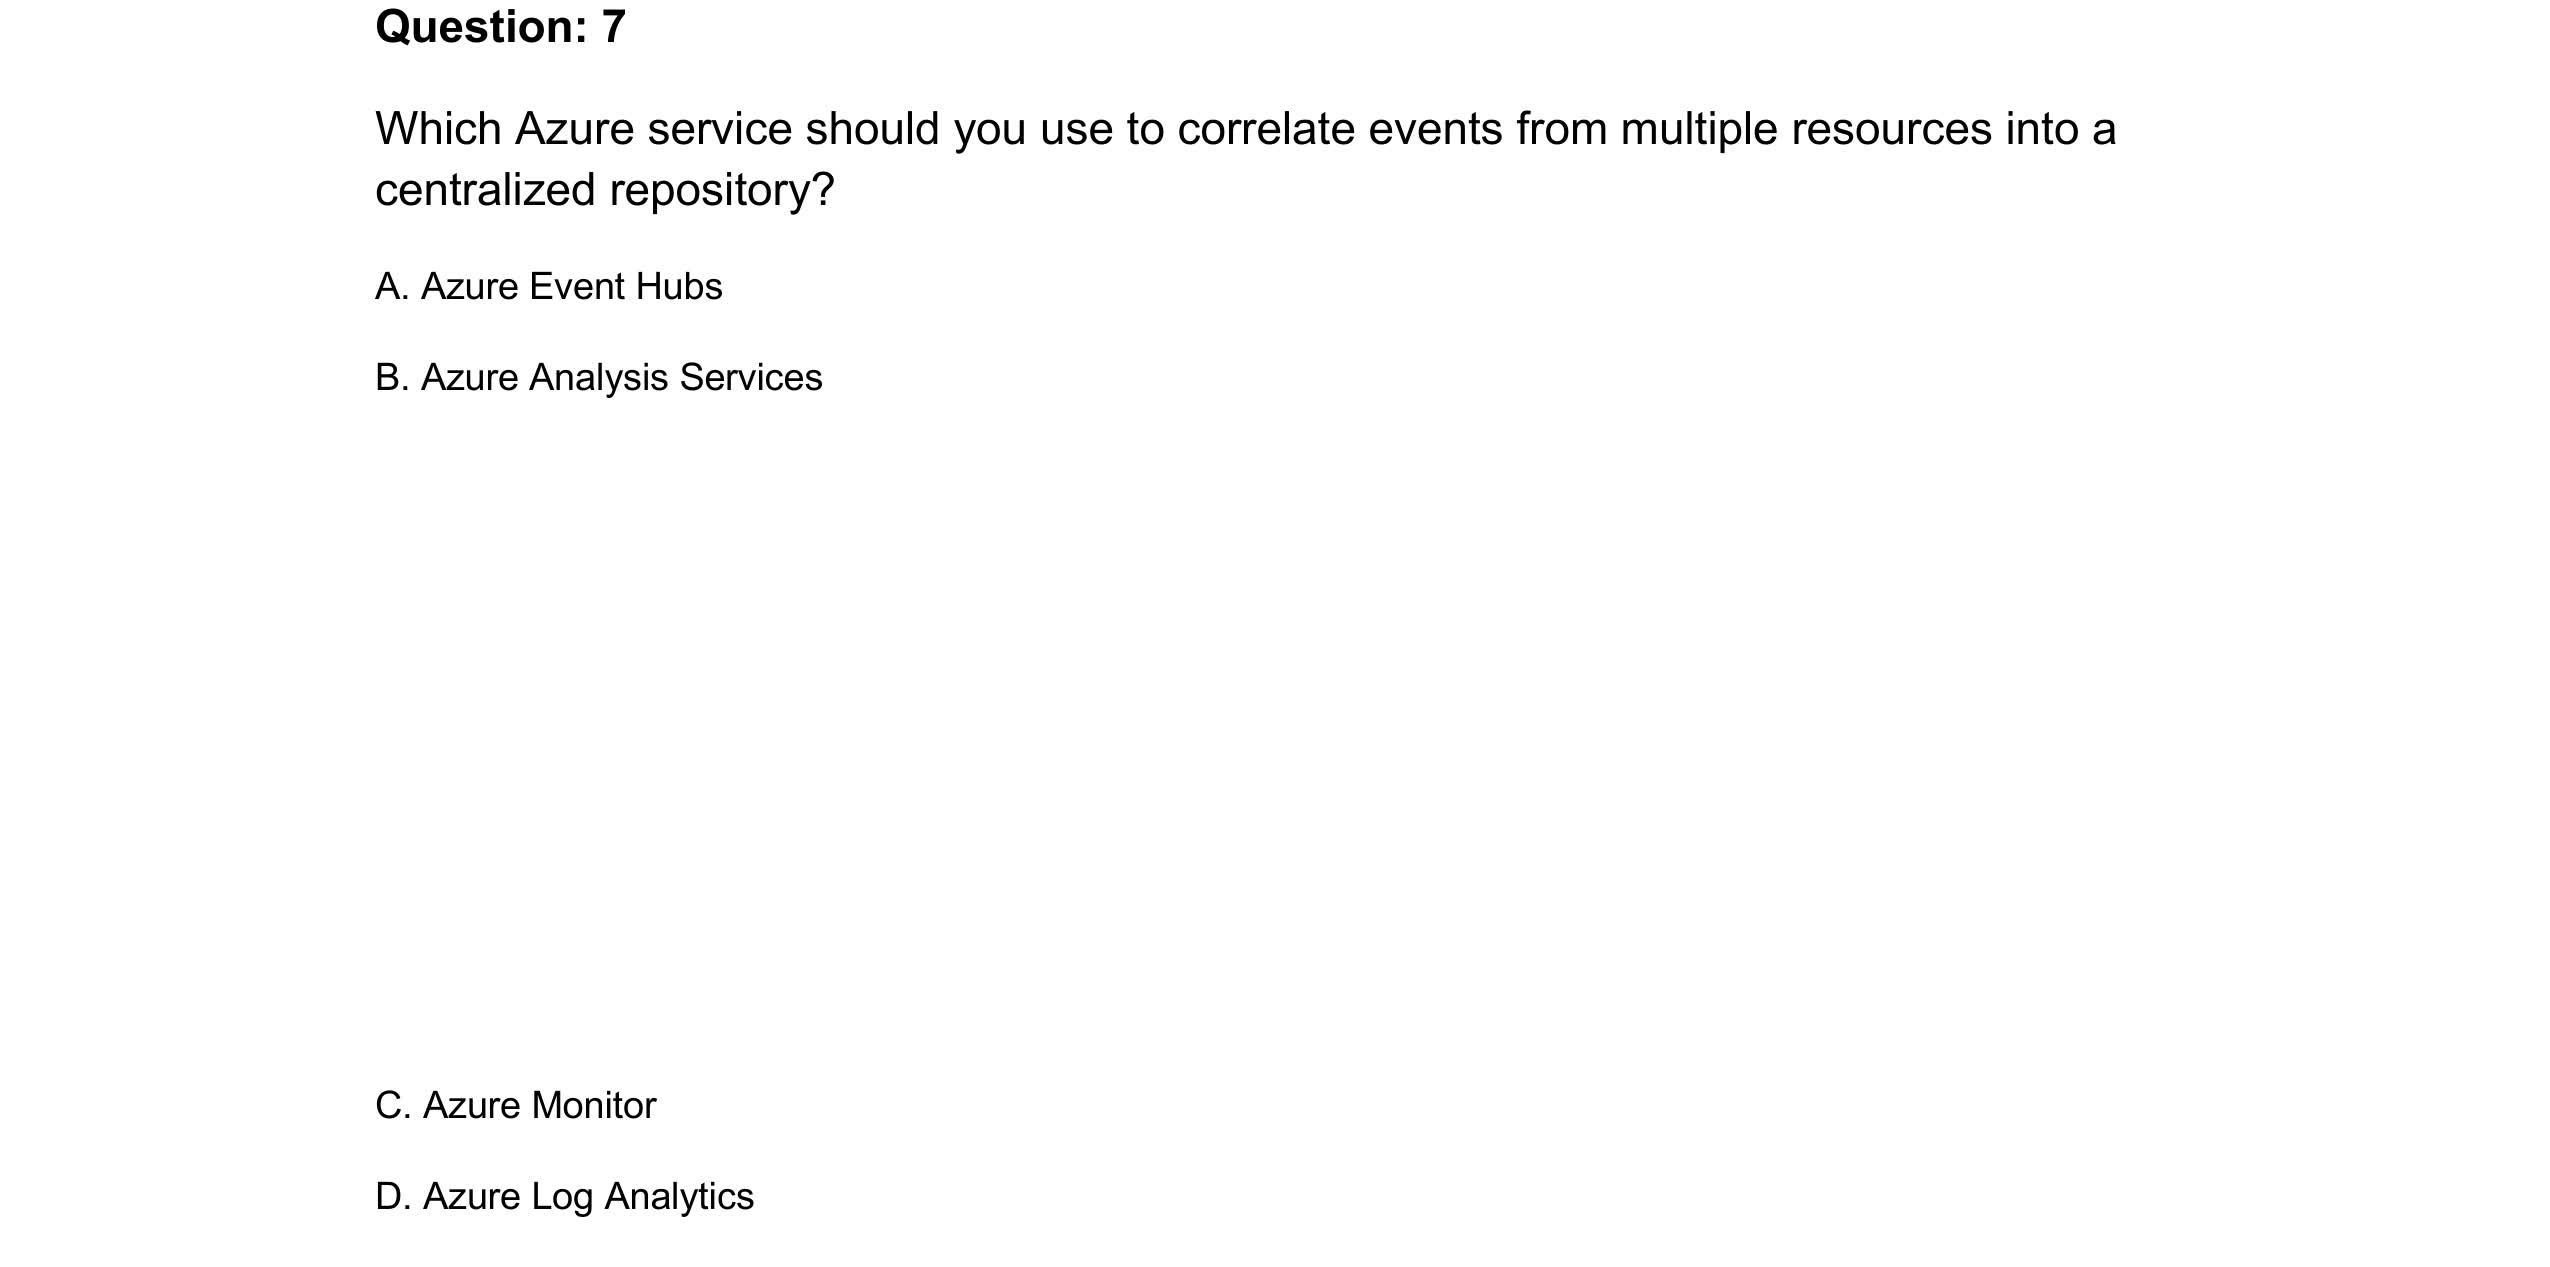 Question: 7
Which Azure service should you use to correlate events from multiple resources into a
centralized repository?
A. Azure Event Hubs
B. Azure Analysis Services
C. Azure Monitor
D. Azure Log Analytics